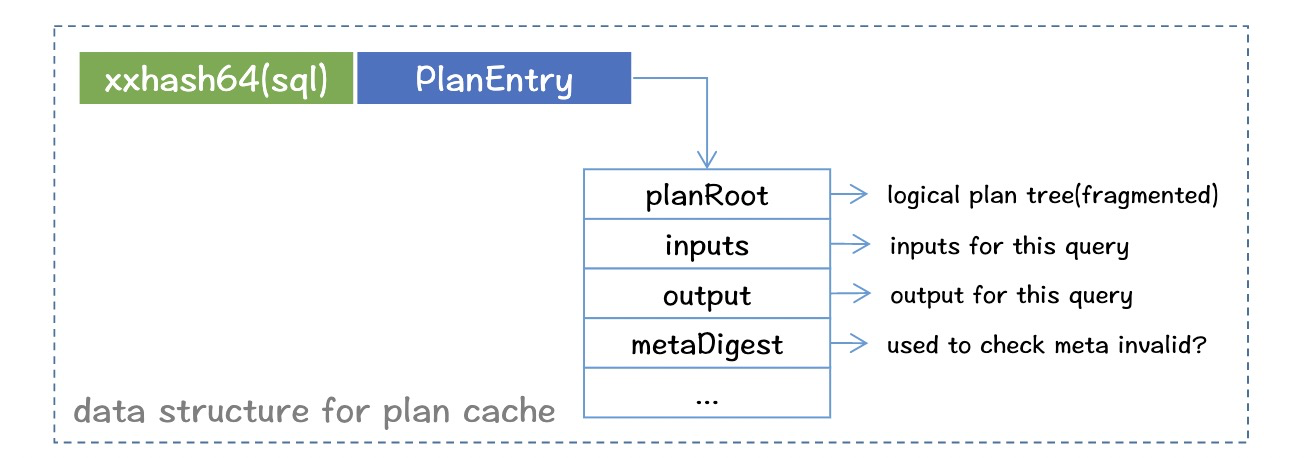 xxhash64(sql) PlanEntry
planRoot logical plan tree(fragmented)
inputs inputs for this query
output output for this query
metaDigest used to check meta invalid?
...
data structure for plan cache